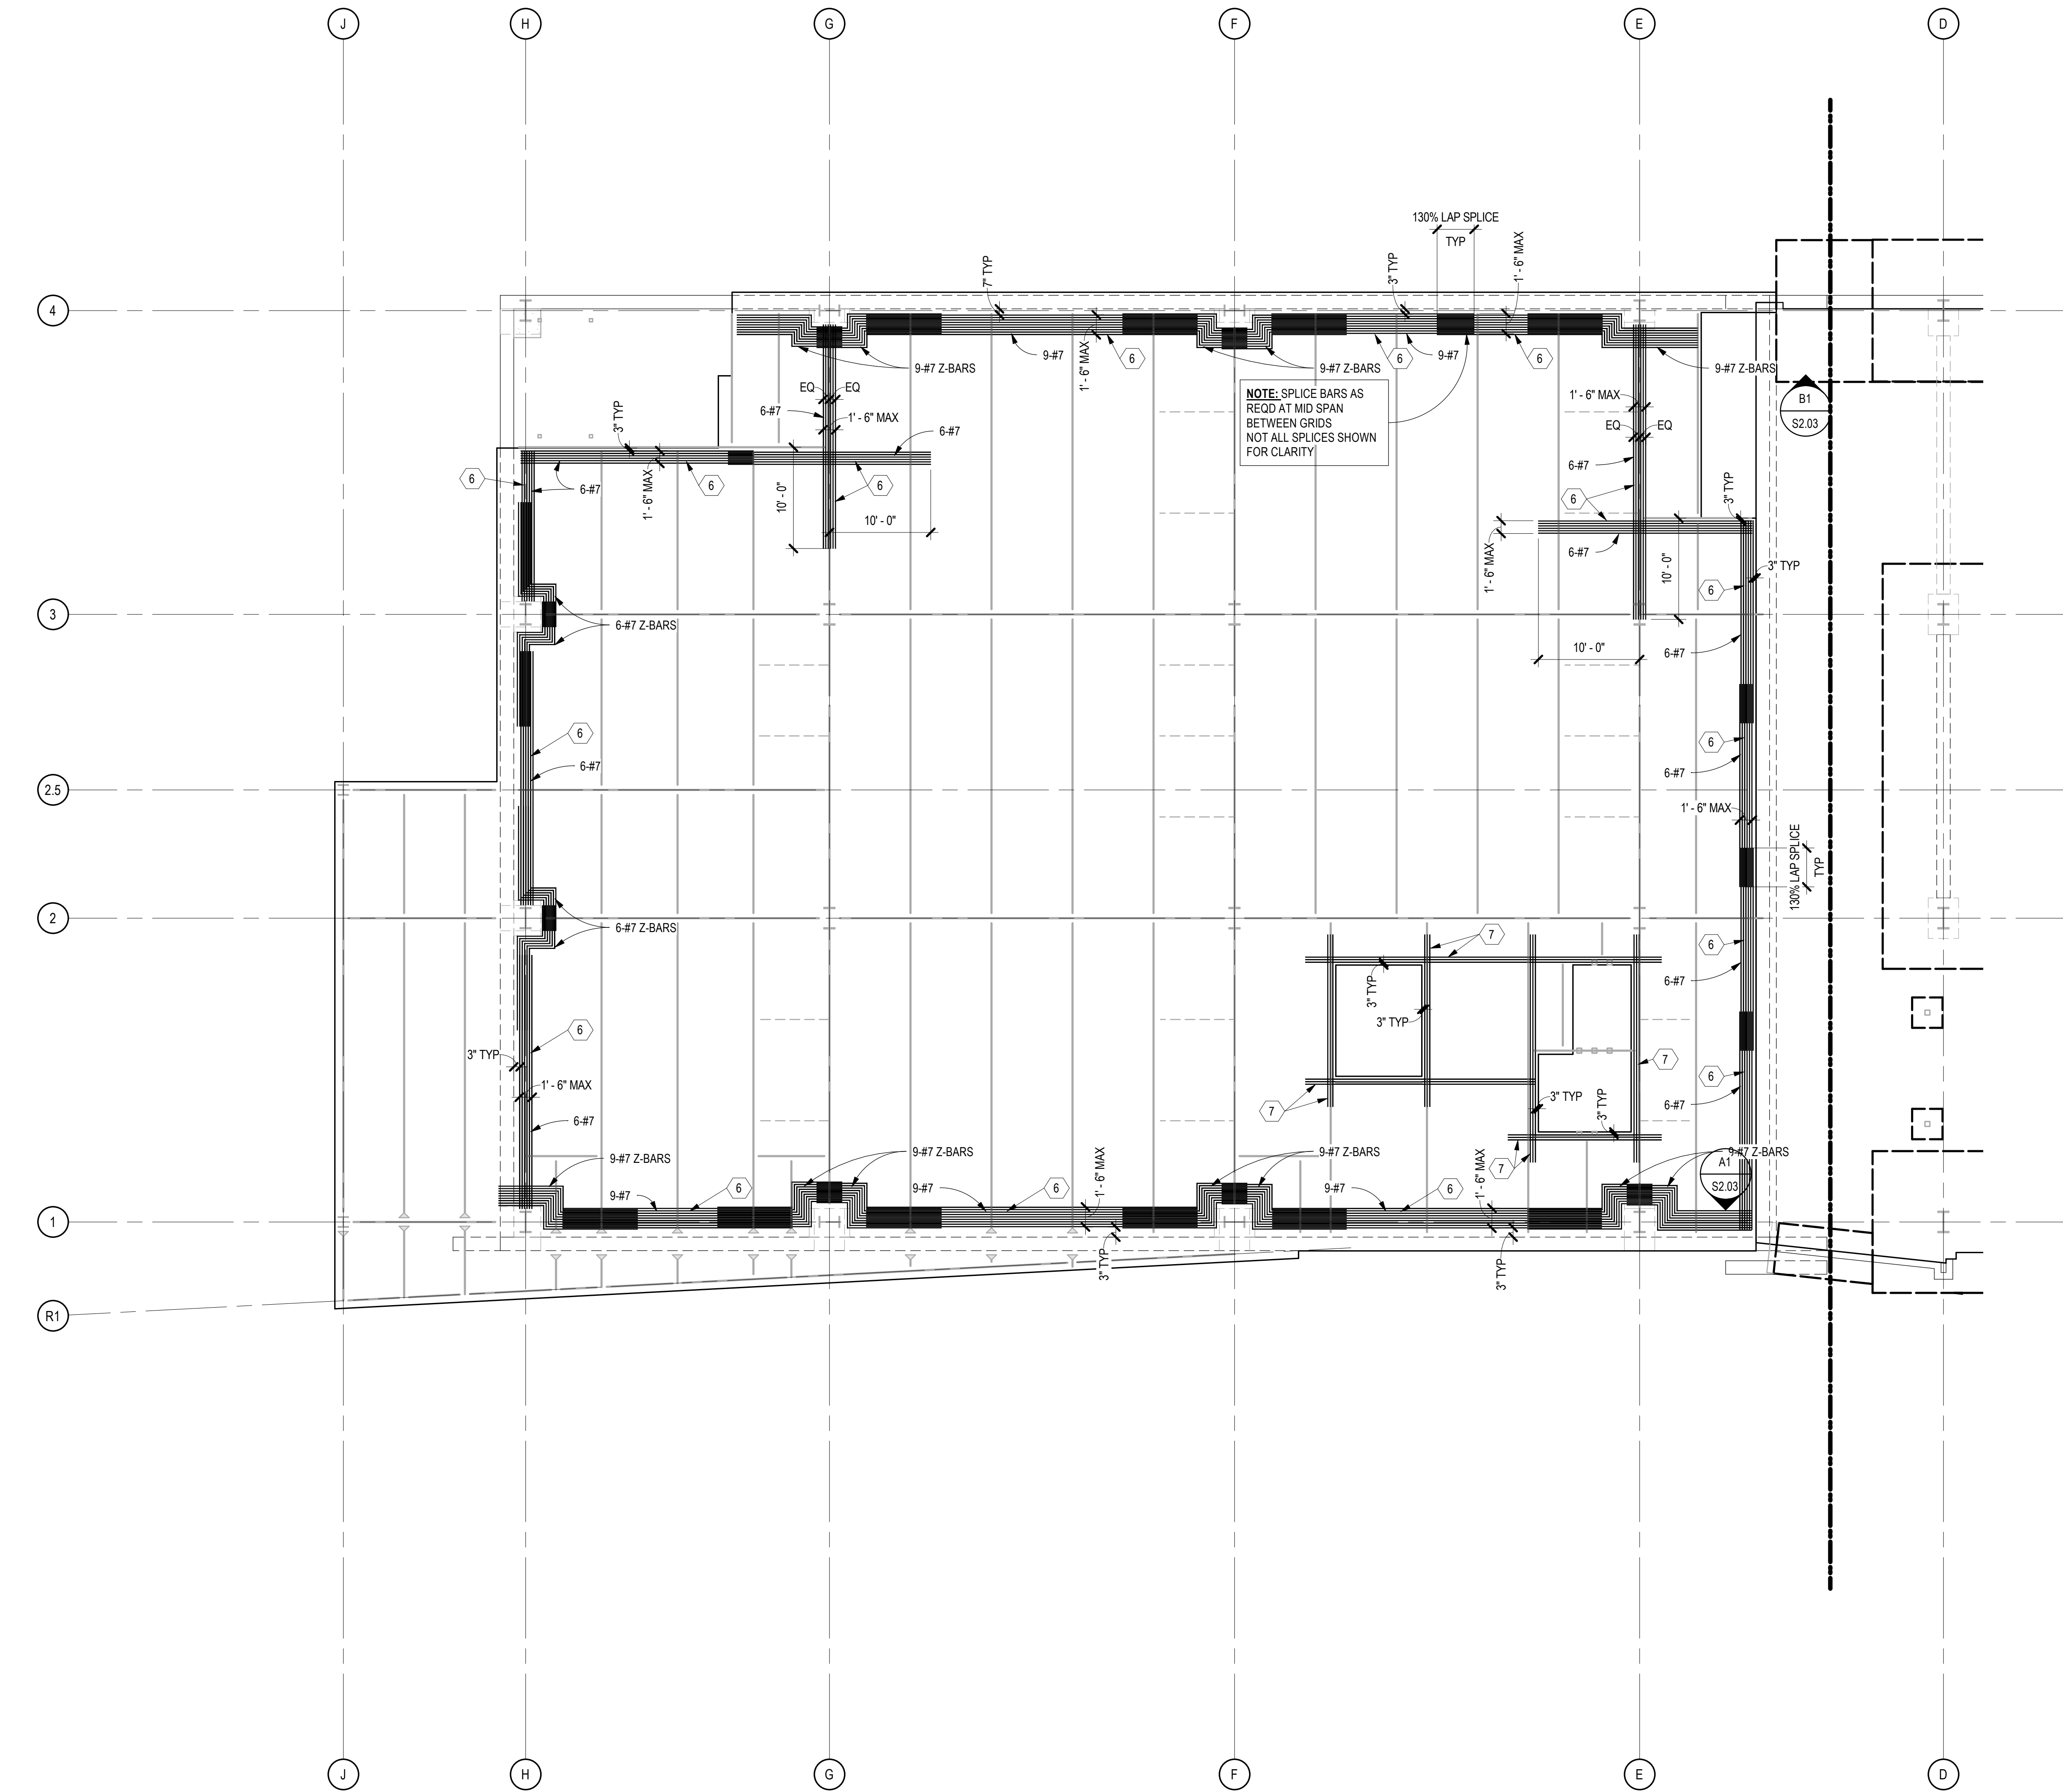 J
H
G
F
E
D
130% LAP SPLICE
TYP
7" TYP
3" TYP
1' - 6" MAX
4
9-#7 Z-BARS
9-#7
1' - 6" MAX
6
9-#7 Z-BARS
6
9-#7
6
9-#7 Z-BARS
EQ
EQ
6-#7
1' - 6" MAX
NOTE: SPLICE BARS AS
REQD AT MID SPAN
BETWEEN GRIDS
NOT ALL SPLICES SHOWN
FOR CLARITY
1' - 6" MAX
EQ
EQ
B1
S2.03
3" TYP
6-#7
6-#7
6
6-#7
1' - 6" MAX
6
10' - 0"
6
10' - 0"
6
3" TYP
1' - 6" MAX
6-#7
10' - 0"
3" TYP
6
3
6-#7 Z-BARS
10' - 0"
6-#7
6
6
6-#7
6-#7
2.5
1' - 6" MAX
130% LAP SPLICE
TYP
2
6-#7 Z-BARS
7
6
3" TYP
6-#7
3" TYP
6
3" TYP
7
1' - 6" MAX
6
3" TYP
3" TYP
6-#7
6-#7
7
9-#7 Z-BARS
9-#7 Z-BARS
1' - 6" MAX
9-#7 Z-BARS
1' - 6" MAX
7
9-#7 Z-BARS
A1
S2.03
9-#7
6
9-#7
6
9-#7
6
1
3" TYP
3" TYP
R1
J
H
G
F
E
D